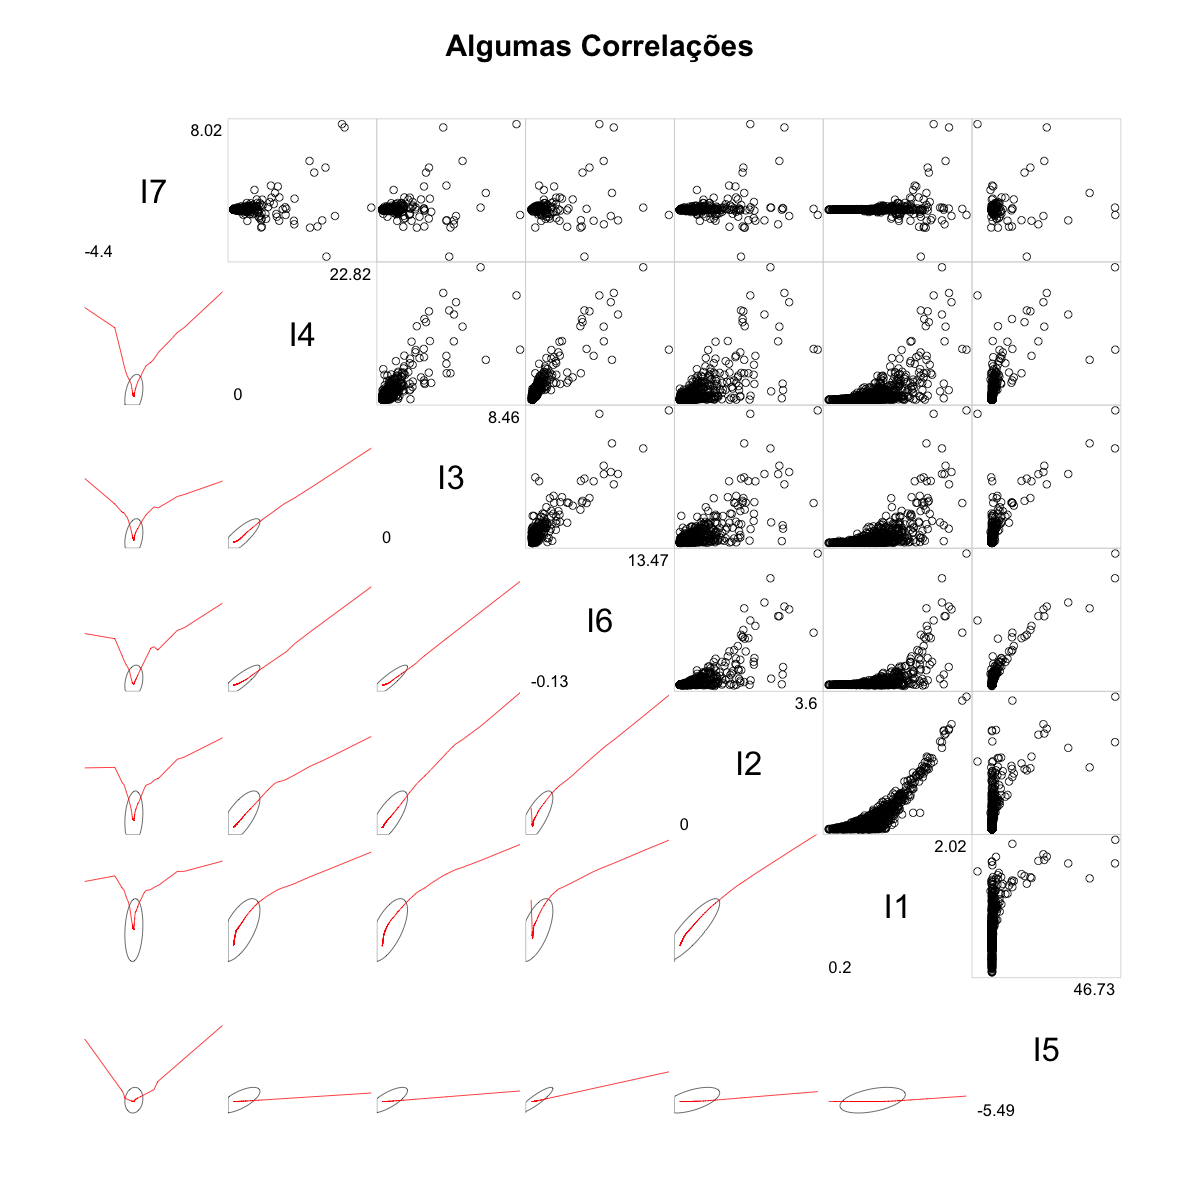 Algumas Correlações
8.02
I7
-4.4
22.82
I4
0
8.46
I3
0
13.47
I6
-0.13
3.6
I2
0
2.02
I1
0.2
46.73
I5
-5.49